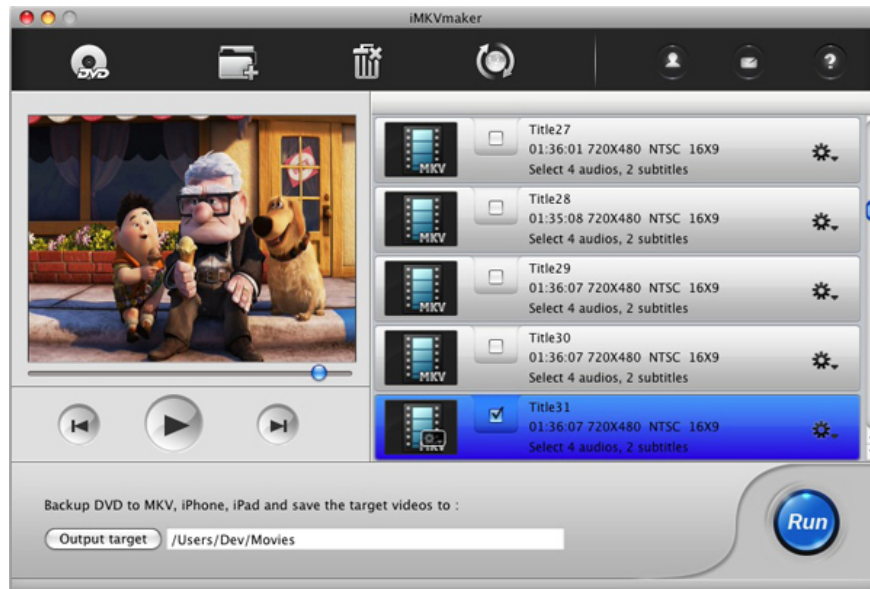 iMKVmaker
DVD
?
MKV
Title27
01:36:01 720X480 NTSC 16X9
Select 4 audios, 2 subtitles
MKV
Title28
01:35:08 720X480 NTSC 16X9
Select 4 audios, 2 subtitles
MKV
Title29
01:36:07 720X480 NTSC 16X9
Select 4 audios, 2 subtitles
MKV
Title30
01:36:07 720X480 NTSC 16X9
Select 4 audios, 2 subtitles
Title31
01:36:07 720X480 NTSC 16X9
Select 4 audios, 2 subtitles
Backup DVD to MKV, iPhone, iPad and save the target videos to :
Output target /Users/Dev/Movies
Run